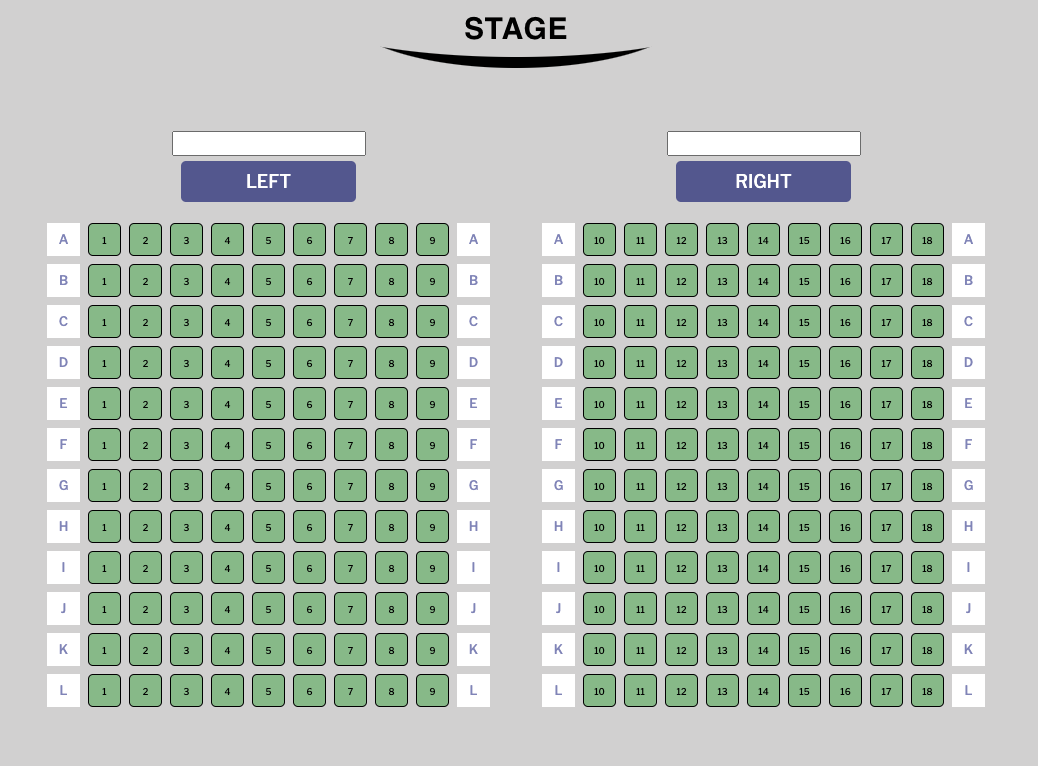 STAGE
LEFT RIGHT
A 1 2 3 4 5 6 7 8 9 A A 10 11 12 13 14 15 16 17 18 A
B 1 2 3 4 5 6 7 8 9 B B 10 11 12 13 14 15 16 17 18 B
C 1 2 3 4 5 6 7 8 9 C C 10 11 12 13 14 15 16 17 18 C
D 1 2 3 4 5 6 7 8 9 D D 10 11 12 13 14 15 16 17 18 D
E 1 2 3 4 5 6 7 8 9 E E 10 11 12 13 14 15 16 17 18 E
F 1 2 3 4 5 6 7 8 9 F F 10 11 12 13 14 15 16 17 18 F
G 1 2 3 4 5 6 7 8 9 G G 10 11 12 13 14 15 16 17 18 G
H 1 2 3 4 5 6 7 8 9 H H 10 11 12 13 14 15 16 17 18 H
I 1 2 3 4 5 6 7 8 9 I I 10 11 12 13 14 15 16 17 18 I
J 1 2 3 4 5 6 7 8 9 J J 10 11 12 13 14 15 16 17 18 J
K 1 2 3 4 5 6 7 8 9 K K 10 11 12 13 14 15 16 17 18 K
L 1 2 3 4 5 6 7 8 9 L L 10 11 12 13 14 15 16 17 18 L